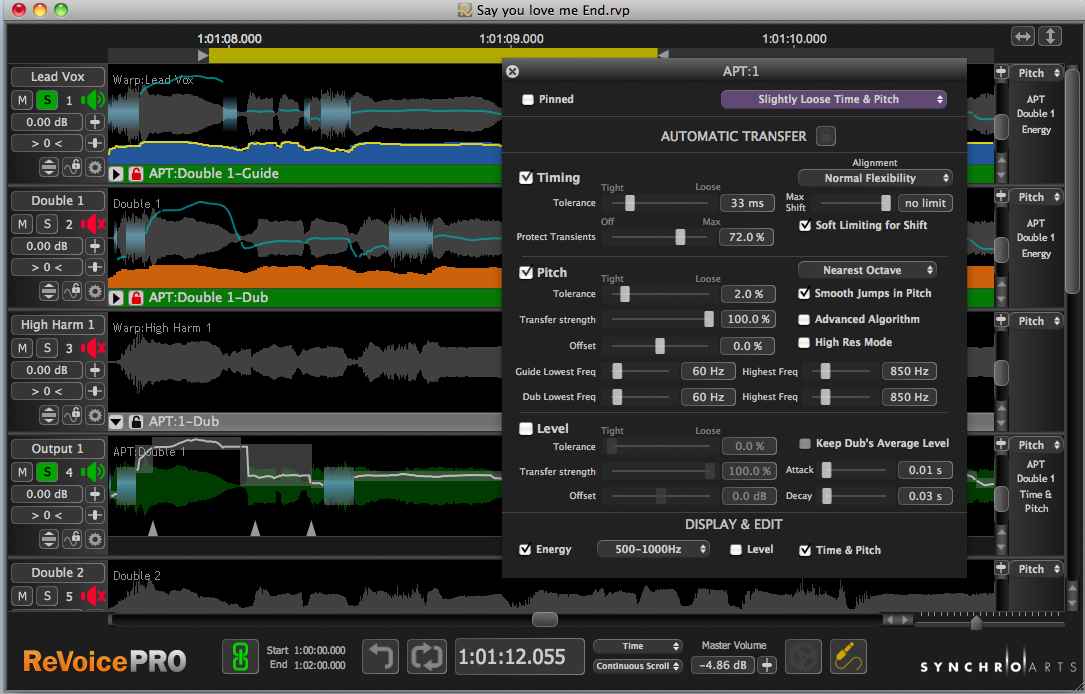 Say you love me End.rvp
1:01:08.000 1:01:09.000 1:01:10.000
Lead Vox
M S 1
0.00 dB
> 0 <
Warp:Lead Vox
APT:Double 1-Guide
Pitch
APT
Double 1
Energy
Double 1
M S 2
0.00 dB
> 0 <
Double 1
APT:Double 1-Dub
Pitch
APT
Double 1
Energy
High Harm 1
M S 3
0.00 dB
> 0 <
Warp:High Harm 1
APT:1-Dub
Pitch
Output 1
M S 4
0.00 dB
> 0 <
APT:Double 1
Pitch
APT
Double 1
Time &
Pitch
Double 2
M S 5
Double 2
Pitch
APT:1
Pinned Slightly Loose Time & Pitch
AUTOMATIC TRANSFER
Alignment
Timing Normal Flexibility
Tight Loose
Tolerance 33 ms Max Shift no limit
Off Max
Soft Limiting for Shift
Protect Transients 72.0 %
Pitch Nearest Octave
Tight Loose
Tolerance 2.0 % Smooth Jumps in Pitch
Transfer strength 100.0 % Advanced Algorithm
Offset 0.0 % High Res Mode
Guide Lowest Freq 60 Hz Highest Freq 850 Hz
Dub Lowest Freq 60 Hz Highest Freq 850 Hz
Level
Tight Loose
Tolerance 0.0 % Keep Dub's Average Level
Transfer strength 100.0 % Attack 0.01 s
Offset 0.0 dB Decay 0.03 s
DISPLAY & EDIT
Energy 500-1000Hz Level Time & Pitch
ReVoicePRO
Start 1:00:00.000
End 1:02:00.000
1:01:12.055
Time
Continuous Scroll
Master Volume
-4.86 dB
SYNCHROARTS